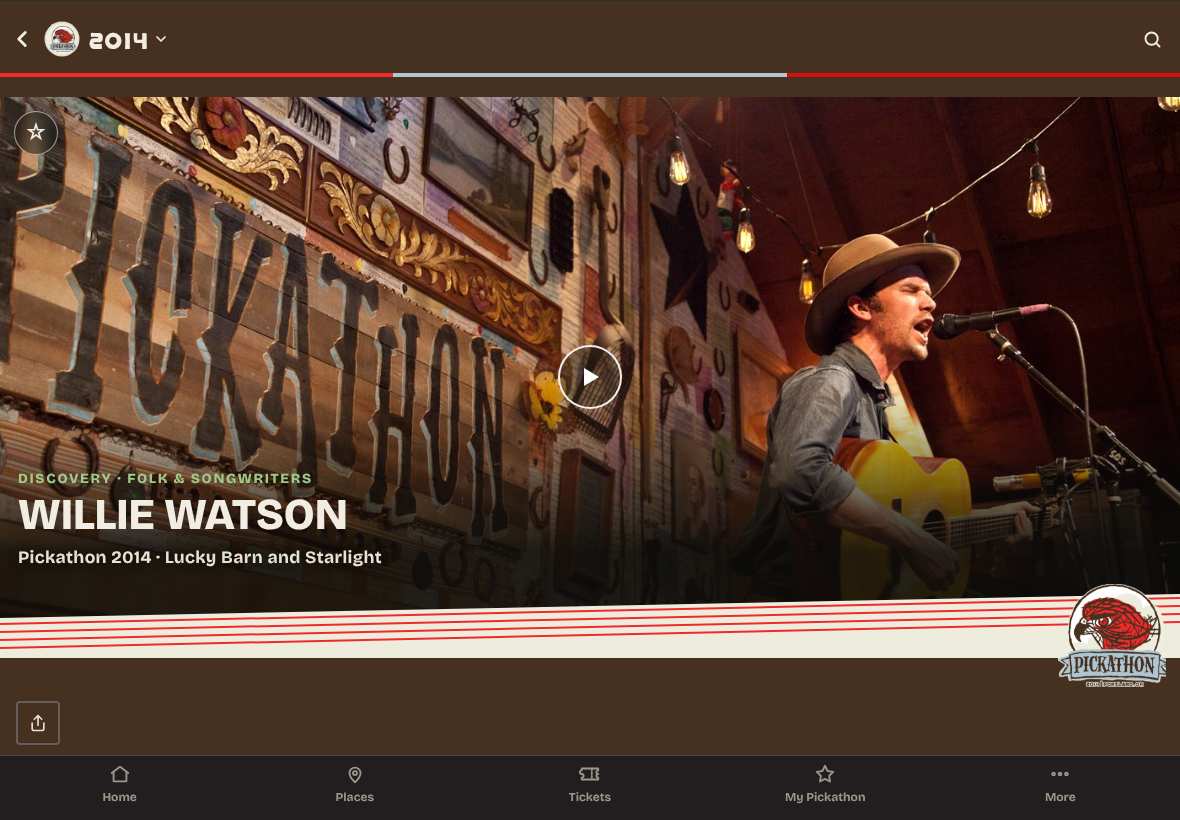 2014
PICKATHON
DISCOVERY · FOLK & SONGWRITERS
WILLIE WATSON
Pickathon 2014 · Lucky Barn and Starlight
PICKATHON
Home
Places
Tickets
My Pickathon
More